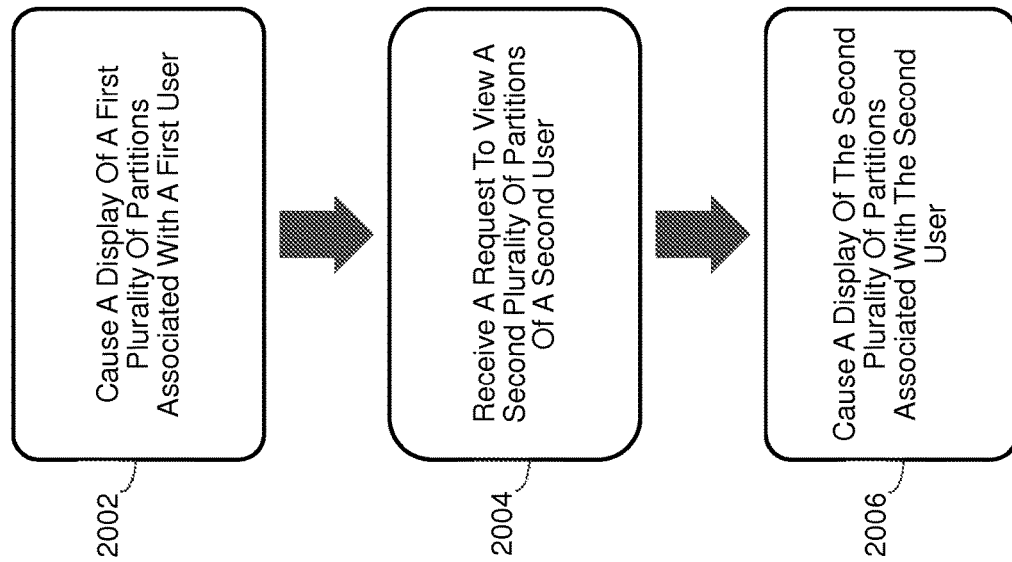 2002
Cause A Display Of A First
Plurality Of Partitions
Associated With A First User
2004
Receive A Request To View A
Second Plurality Of Partitions
Of A Second User
2006
Cause A Display Of The Second
Plurality Of Partitions
Associated With The Second
User